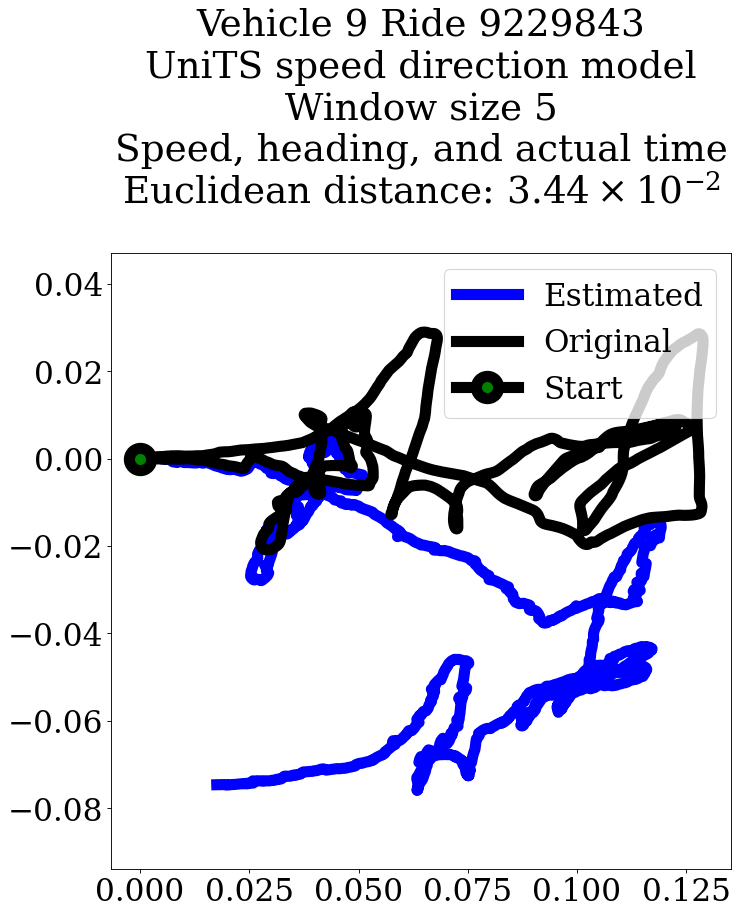 Vehicle 9 Ride 9229843
UniTS speed direction model
Window size 5
Speed, heading, and actual time
Euclidean distance: 3.44 × 10⁻²
0.04
0.02
0.00
−0.02
−0.04
−0.06
−0.08
Estimated
Original
Start
0.000 0.025 0.050 0.075 0.100 0.125